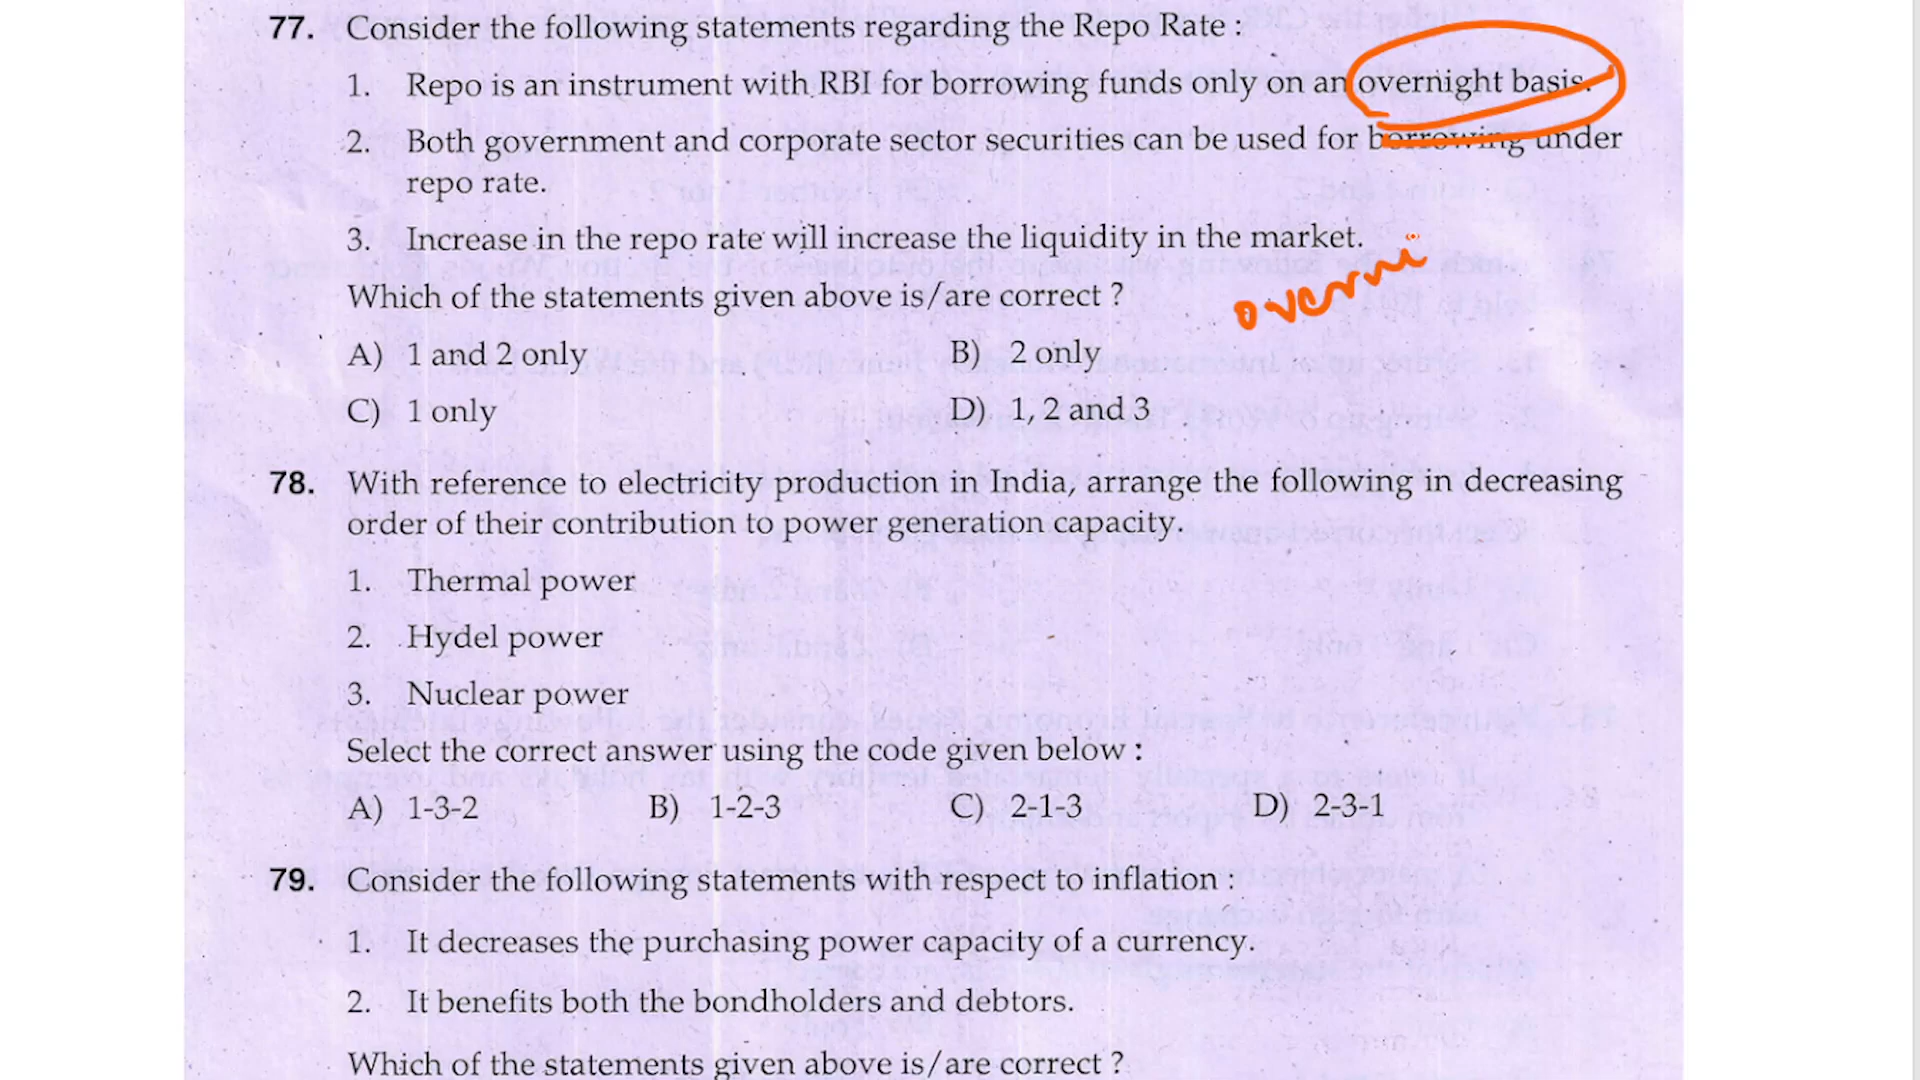 77. Consider the following statements regarding the Repo Rate :
1. Repo is an instrument with RBI for borrowing funds only on an overnight basis.
2. Both government and corporate sector securities can be used for borrowing under
repo rate.
3. Increase in the repo rate will increase the liquidity in the market.
overni
Which of the statements given above is/are correct ?
A) 1 and 2 only B) 2 only
C) 1 only D) 1, 2 and 3
78. With reference to electricity production in India, arrange the following in decreasing
order of their contribution to power generation capacity.
1. Thermal power
2. Hydel power
3. Nuclear power
Select the correct answer using the code given below :
A) 1-3-2 B) 1-2-3 C) 2-1-3 D) 2-3-1
79. Consider the following statements with respect to inflation :
1. It decreases the purchasing power capacity of a currency.
2. It benefits both the bondholders and debtors.
Which of the statements given above is/are correct ?